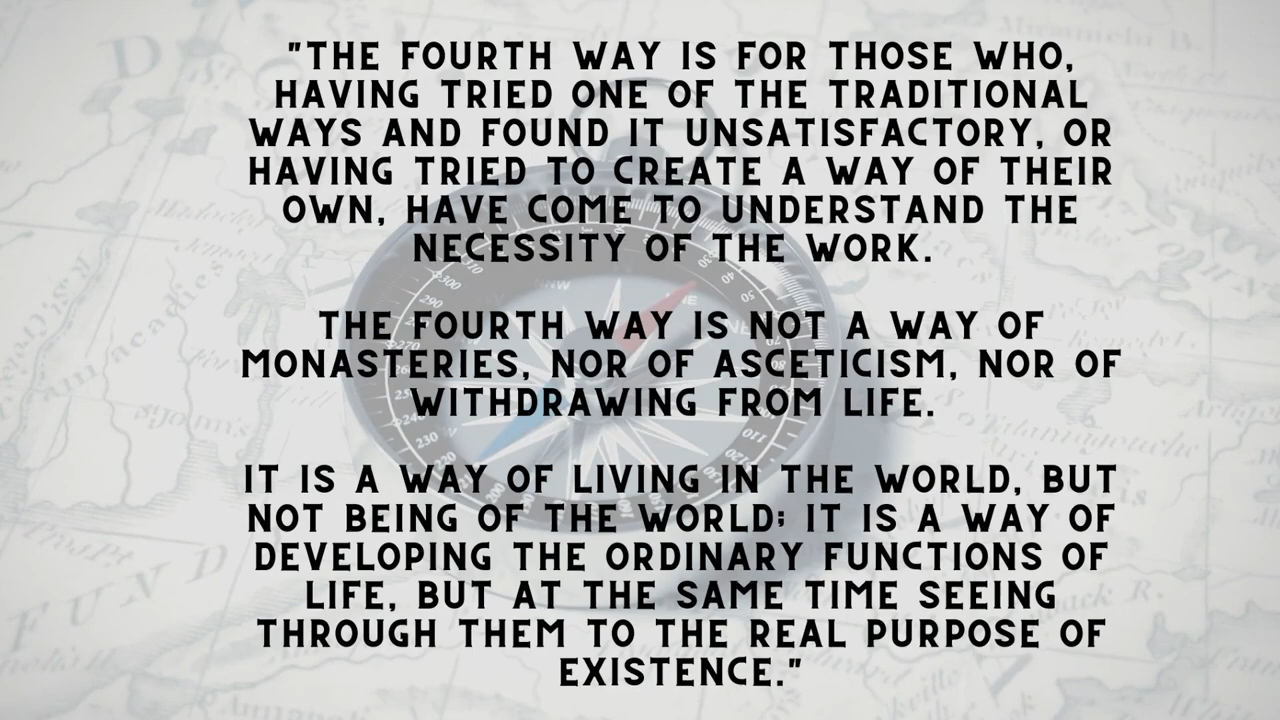 "THE FOURTH WAY IS FOR THOSE WHO,
HAVING TRIED ONE OF THE TRADITIONAL
WAYS AND FOUND IT UNSATISFACTORY, OR
HAVING TRIED TO CREATE A WAY OF THEIR
OWN, HAVE COME TO UNDERSTAND THE
NECESSITY OF THE WORK.
THE FOURTH WAY IS NOT A WAY OF
MONASTERIES, NOR OF ASCETICISM, NOR OF
WITHDRAWING FROM LIFE.
IT IS A WAY OF LIVING IN THE WORLD, BUT
NOT BEING OF THE WORLD; IT IS A WAY OF
DEVELOPING THE ORDINARY FUNCTIONS OF
LIFE, BUT AT THE SAME TIME SEEING
THROUGH THEM TO THE REAL PURPOSE OF
EXISTENCE."